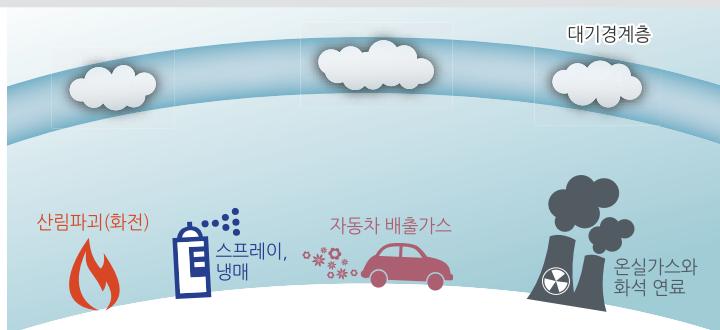 대기경계층
산림파괴(화전)
스프레이,
냉매
자동차 배출가스
온실가스와
화석 연료